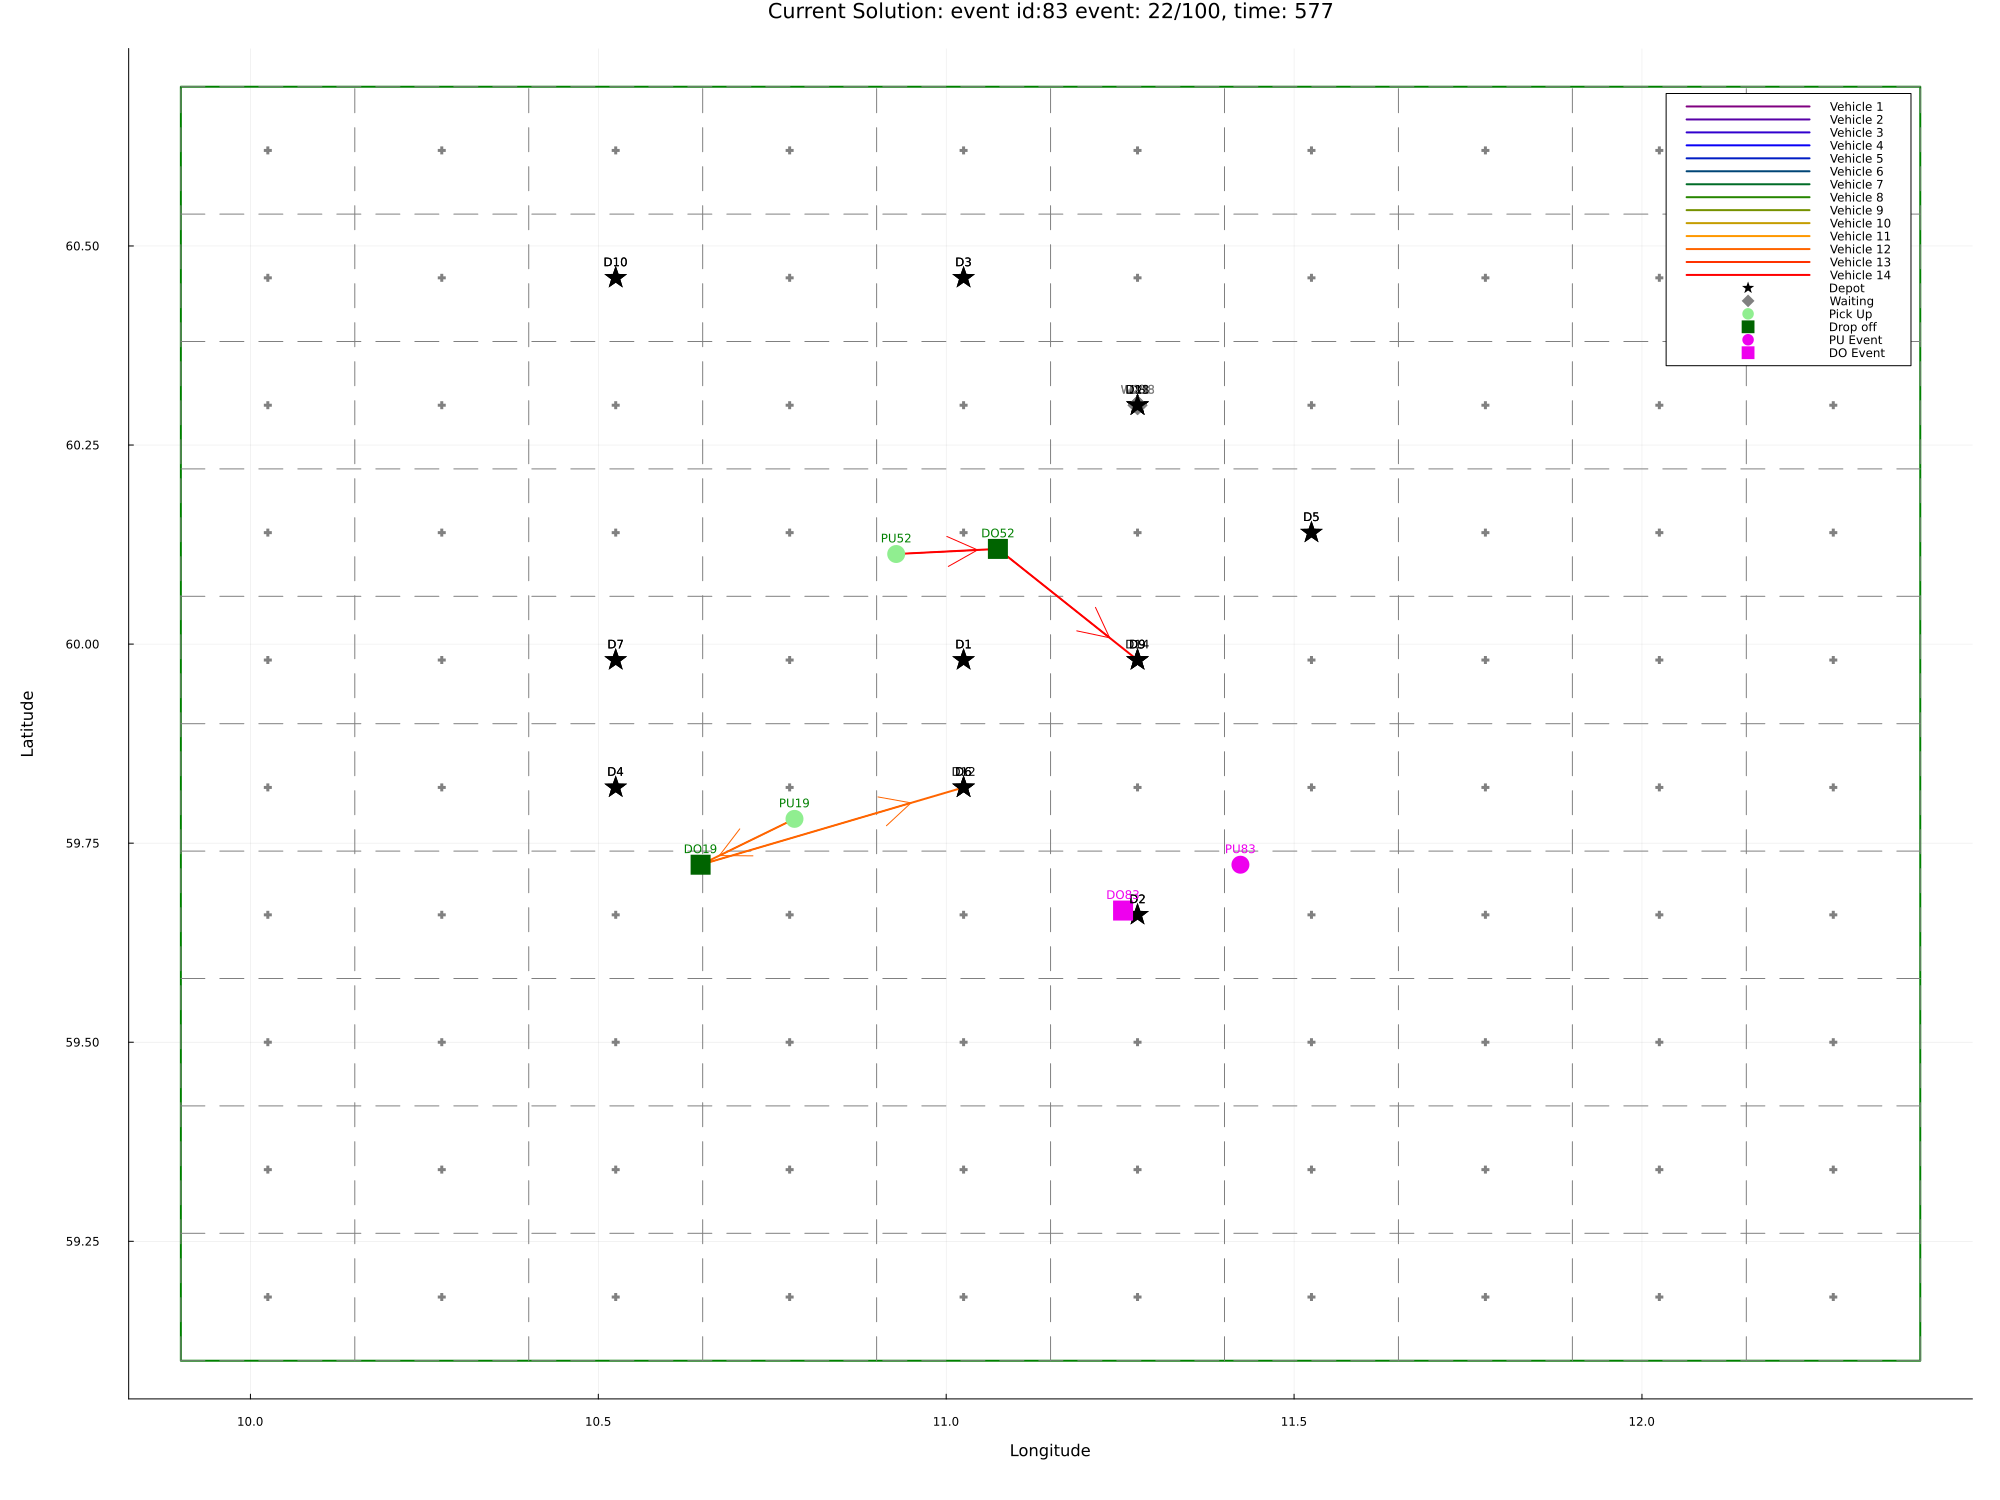 Current Solution: event id:83 event: 22/100, time: 577
Vehicle 1
Vehicle 2
Vehicle 3
Vehicle 4
Vehicle 5
Vehicle 6
Vehicle 7
Vehicle 8
Vehicle 9
Vehicle 10
Vehicle 11
Vehicle 12
Vehicle 13
Vehicle 14
Depot
Waiting
Pick Up
Drop off
PU Event
DO Event
60.50
D10
D3
60.25
D5
PU52
DO52
60.00
D7
D1
D9
Latitude
D4
D6
PU19
59.75
DO19
PU83
DO83
D2
59.50
59.25
10.0
10.5
11.0
11.5
12.0
Longitude